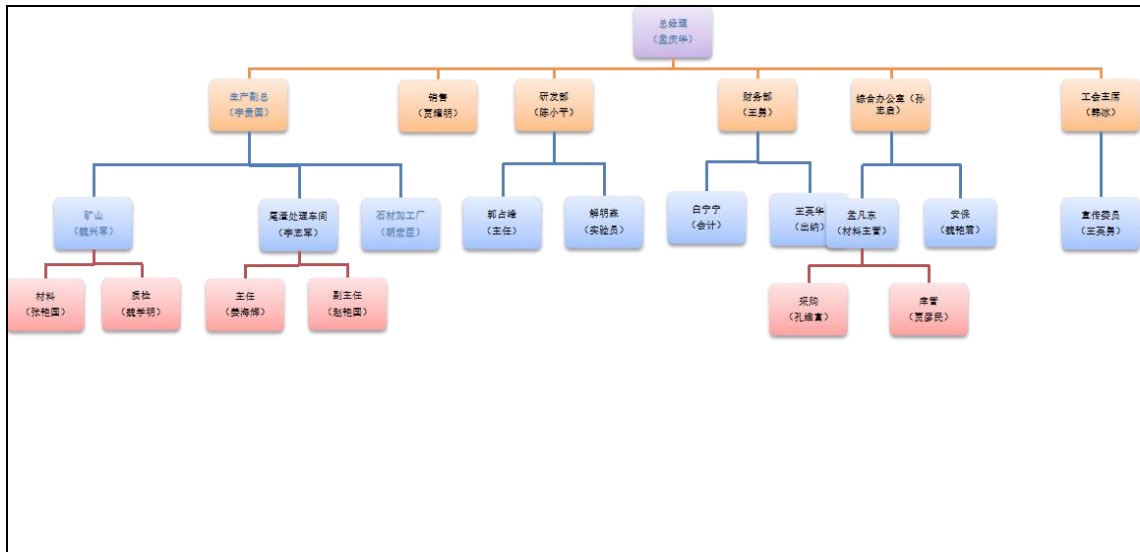 总经理
（孟庆华）
生产副总
（李贵国）
销售
（贾耀明）
研发部
（陈小平）
财务部
（王勇）
综合办公室（孙
志启）
工会主席
（韩冰）
矿山
（魏兴军）
尾渣处理车间
（李志军）
石材加工厂
（胡宏臣）
郭占峰
（主任）
解明森
（实验员）
白宁宁
（会计）
王英华
（出纳）
孟凡东
（材料主管）
安保
（魏艳富）
宣传委员
（王英勇）
材料
（张艳国）
质检
（魏学明）
主任
（姜海辉）
副主任
（赵艳国）
采购
（孔维富）
库管
（贾彦民）